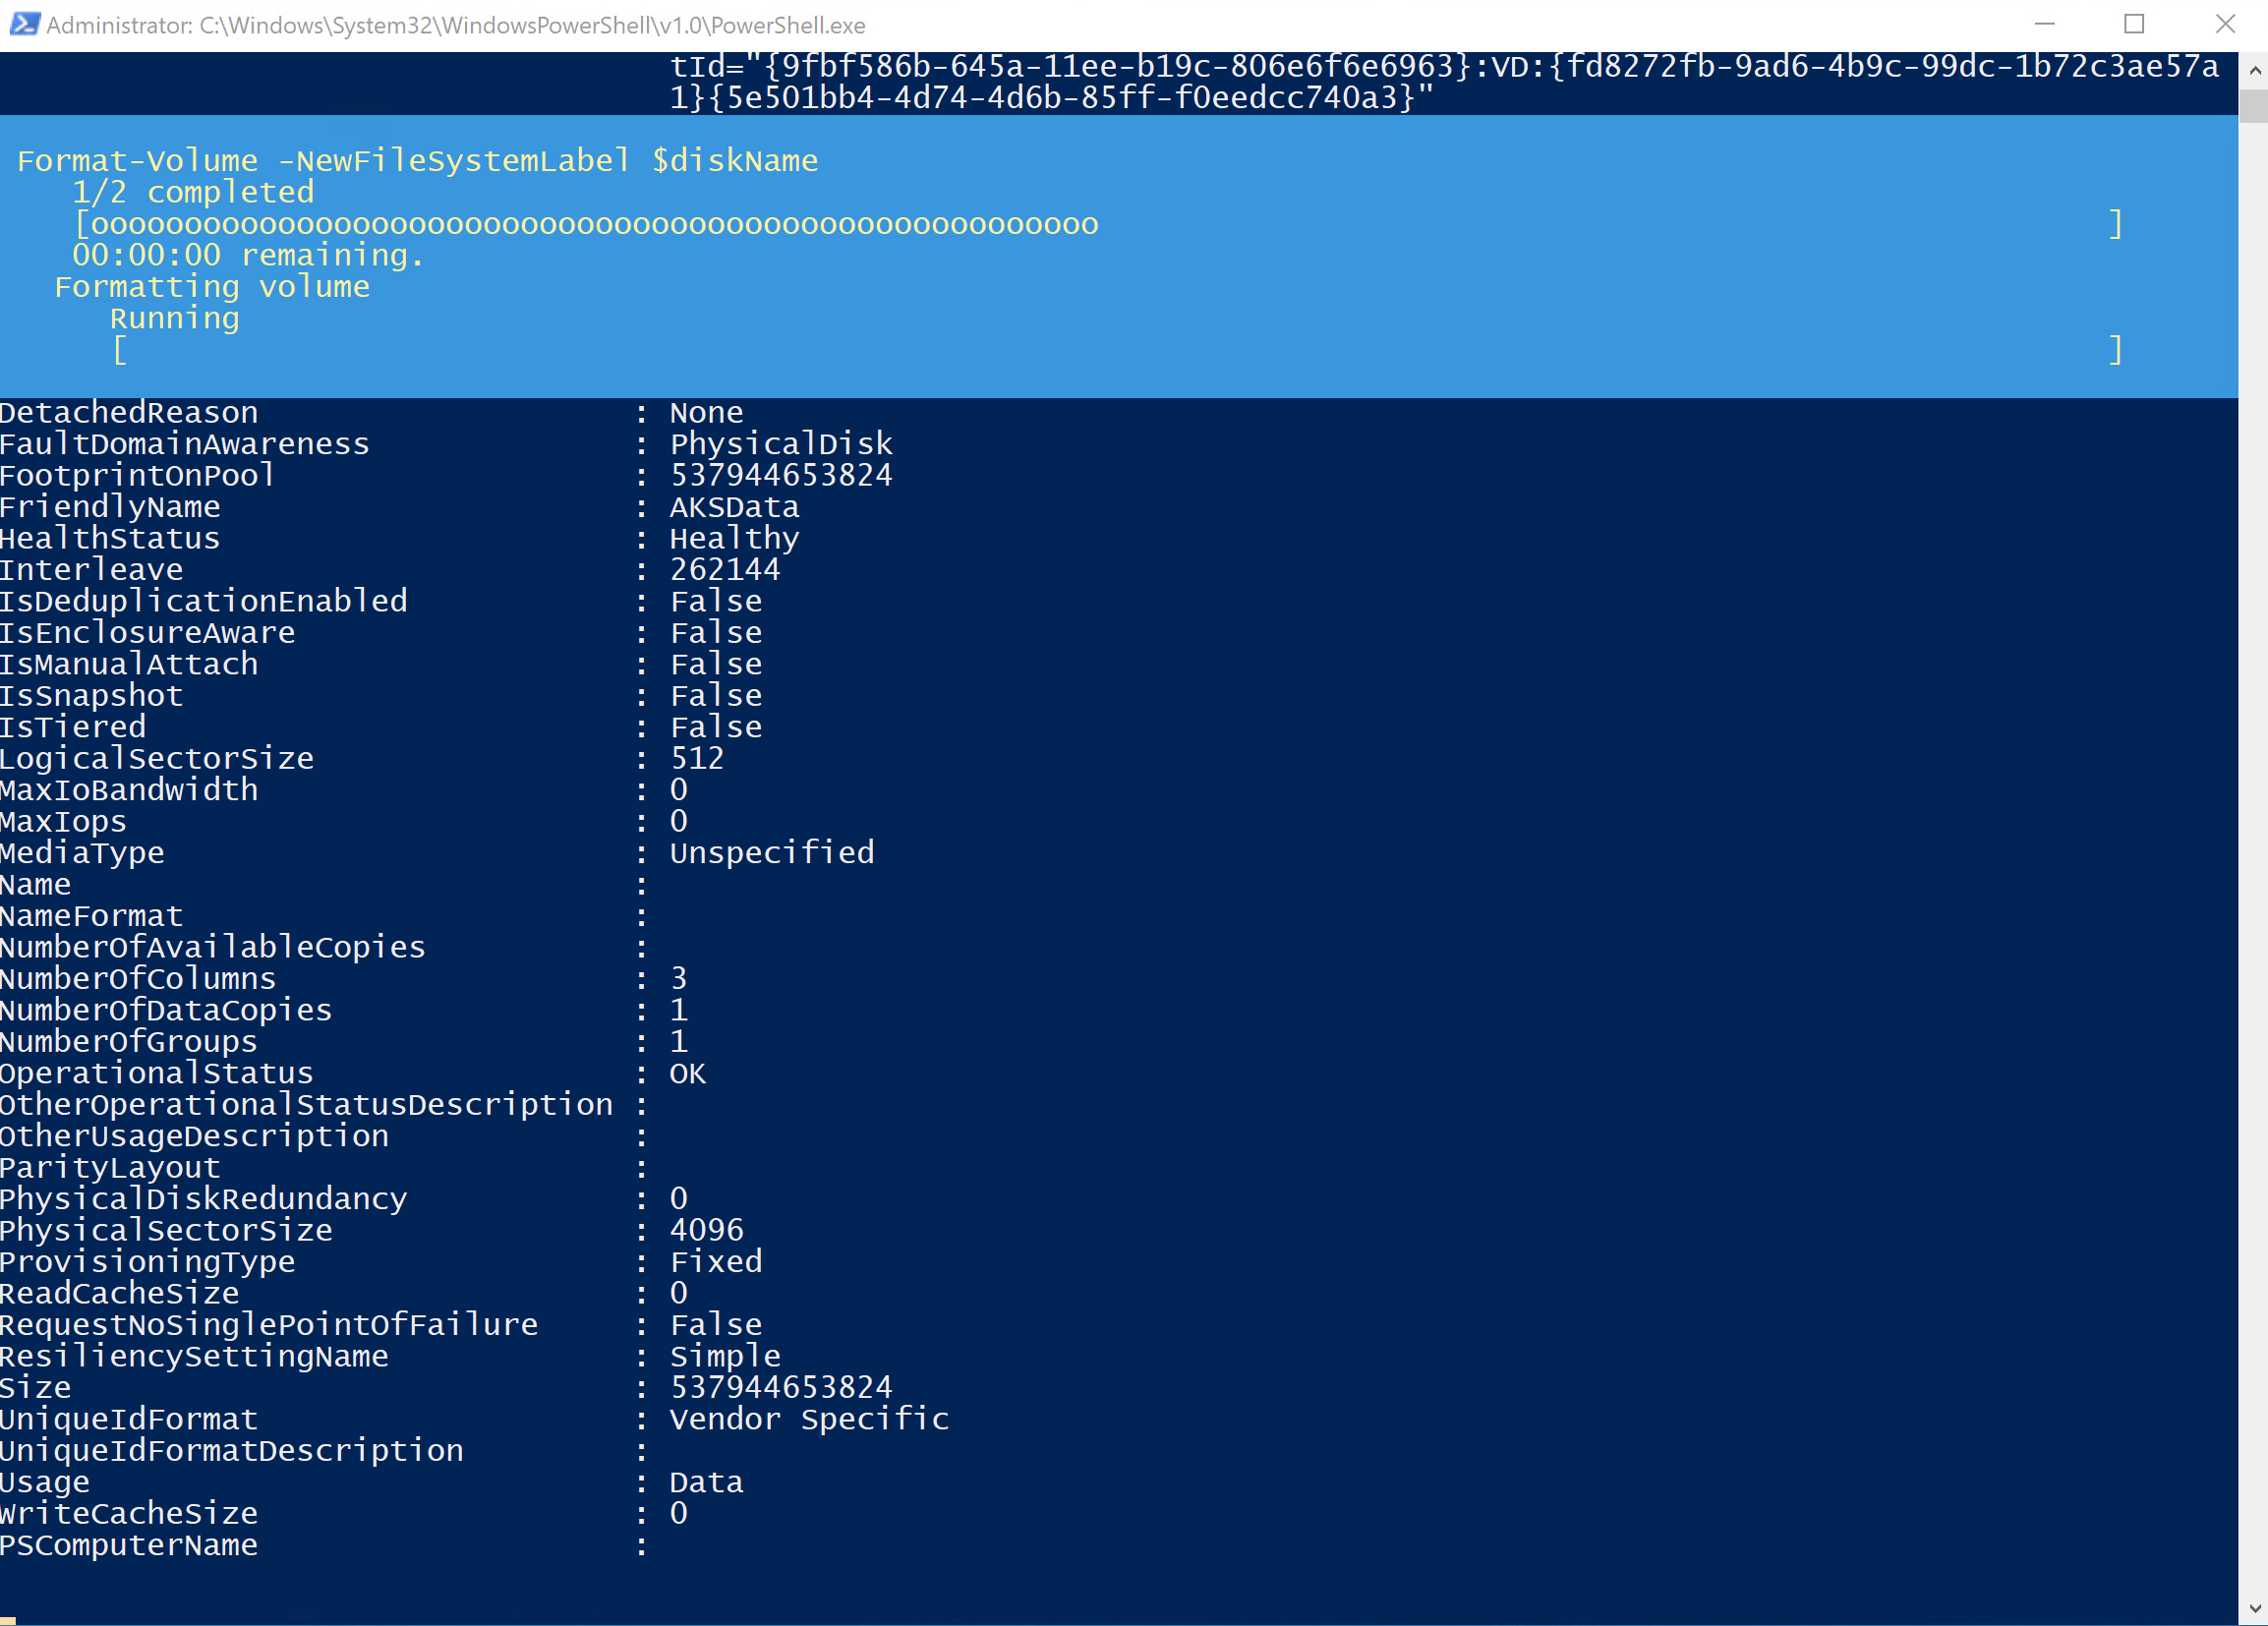 Administrator: C:\Windows\System32\WindowsPowerShell\v1.0\PowerShell.exe
tId="{9fbf586b-645a-11ee-b19c-806e6f6e6963}:VD:{fd8272fb-9ad6-4b9c-99dc-1b72c3ae57a
1}{5e501bb4-4d74-4d6b-85ff-f0eedcc740a3}"
Format-Volume -NewFileSystemLabel $diskName
1/2 completed
[oooooooooooooooooooooooooooooooooooooooooooooooooooooo ]
00:00:00 remaining.
Formatting volume
Running
[ ]
DetachedReason : None
FaultDomainAwareness : PhysicalDisk
FootprintOnPool : 537944653824
FriendlyName : AKSData
HealthStatus : Healthy
Interleave : 262144
IsDeduplicationEnabled : False
IsEnclosureAware : False
IsManualAttach : False
IsSnapshot : False
IsTiered : False
LogicalSectorSize : 512
MaxIoBandwidth : 0
MaxIops : 0
MediaType : Unspecified
Name :
NameFormat :
NumberOfAvailableCopies :
NumberOfColumns : 3
NumberOfDataCopies : 1
NumberOfGroups : 1
OperationalStatus : OK
OtherOperationalStatusDescription :
OtherUsageDescription :
ParityLayout :
PhysicalDiskRedundancy : 0
PhysicalSectorSize : 4096
ProvisioningType : Fixed
ReadCacheSize : 0
RequestNoSinglePointOfFailure : False
ResiliencySettingName : Simple
Size : 537944653824
UniqueIdFormat : Vendor Specific
UniqueIdFormatDescription :
Usage : Data
WriteCacheSize : 0
PSComputerName :